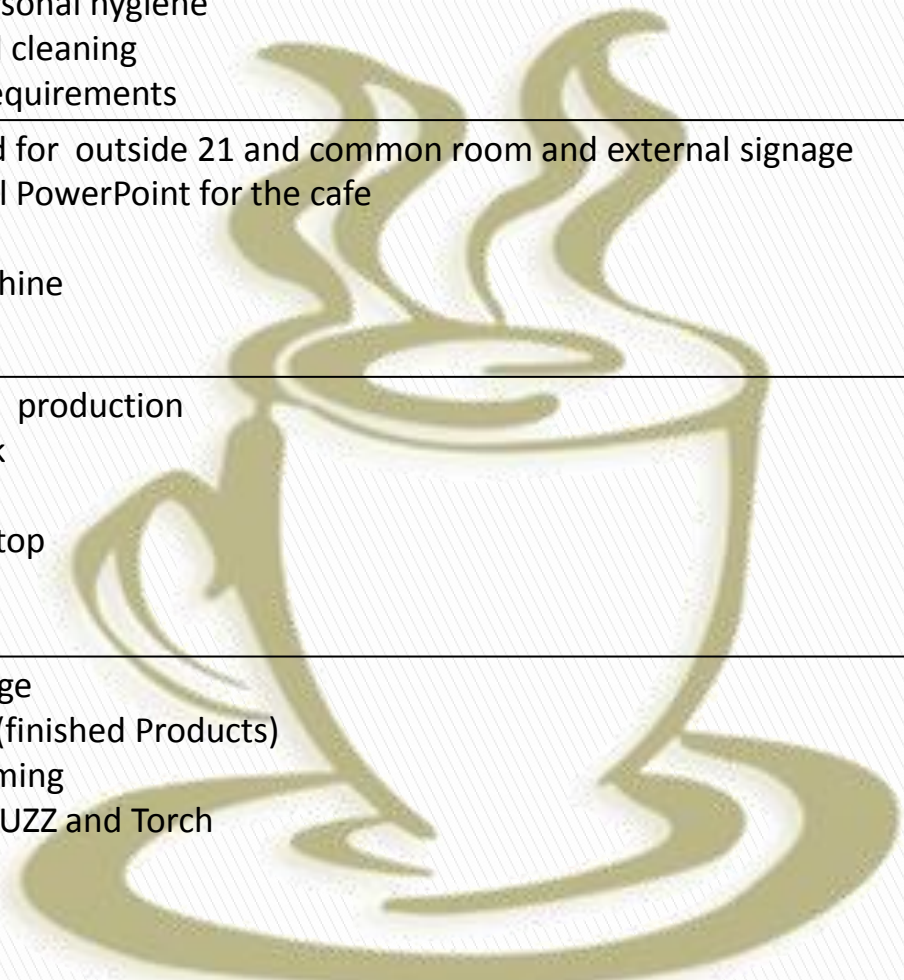 sonal hygiene
cleaning
equirements
for outside 21 and common room and external signage
PowerPoint for the cafe
hine
production
top
ge
(finished Products)
ming
UZZ and Torch